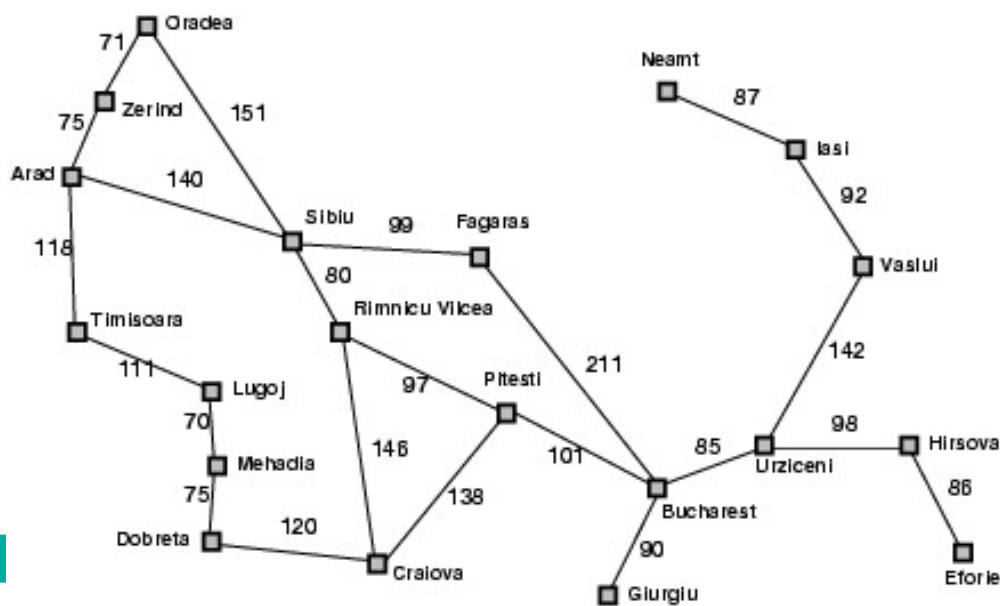 Oradea
71
Neamt
87
Zerind
151
75
Iasi
Arad
140
92
Sibiu
99
Fagaras
118
Vaslui
80
Rimnicu Vilcea
Timisoara
142
111
211
Lugoj
97
Pitesti
70
98
Hirsova
146
101
85
Urziceni
Mehadia
138
86
75
Bucharest
120
Dobreta
90
Craiova
Eforie
Giurgiu